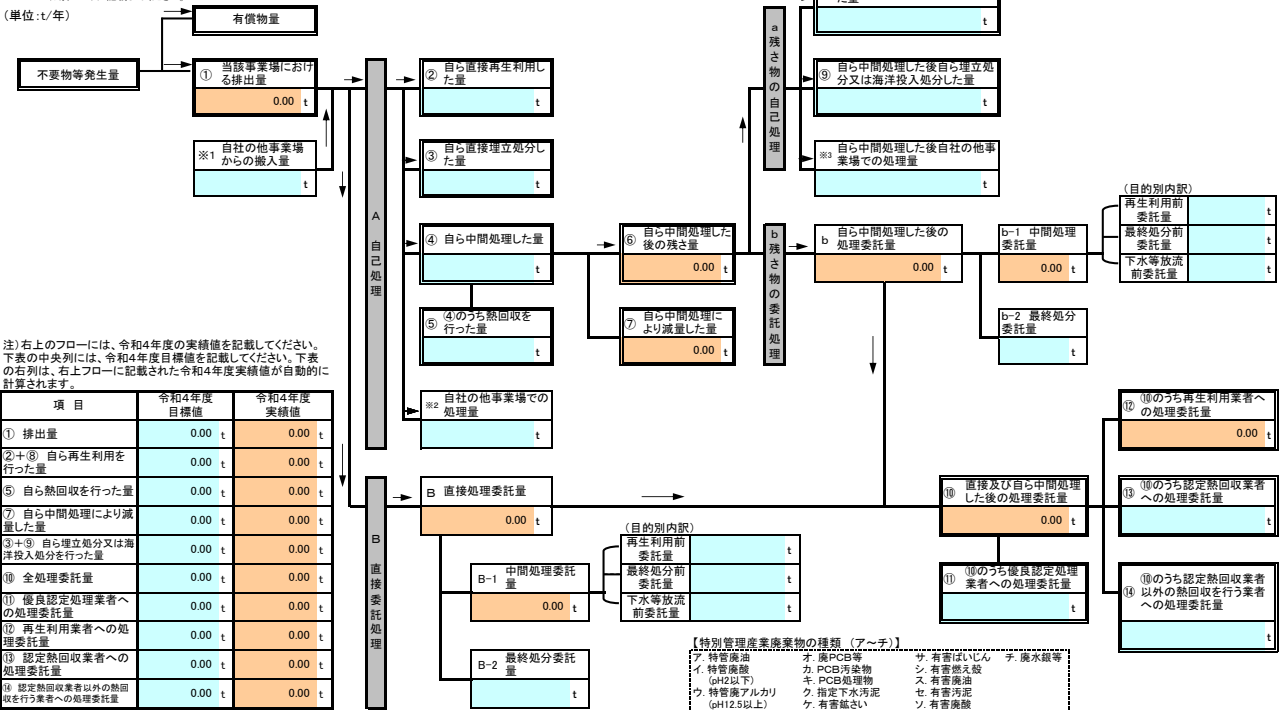 (単位:t/年)
有償物量
不要物等発生量
① 当該事業場におけ
る排出量
0.00 t
※1 自社の他事業場
からの搬入量
t
A 自己処理
② 自ら直接再生利用し
た量
t
③ 自ら直接埋立処分し
た量
t
④ 自ら中間処理した量
t
⑤ ④のうち熱回収を
行った量
t
※2 自社の他事業場での
処理量
t
⑥ 自ら中間処理した
後の残さ量
0.00 t
⑦ 自ら中間処理に
より減量した量
0.00 t
a 残さ物の自己処理
た量
t
⑨ 自ら中間処理した後自ら埋立処
分又は海洋投入処分した量
t
※3 自ら中間処理した後自社の他事
業場での処理量
t
b 残さ物の委託処理
b 自ら中間処理した後の
処理委託量
0.00 t
b-1 中間処理
委託量
0.00 t
(目的別内訳)
再生利用前
委託量
t
最終処分前
委託量
t
下水等放流
前委託量
t
b-2 最終処分
委託量
t
注)右上のフローには、令和4年度の実績値を記載してください。
下表の中央列には、令和4年度目標値を記載してください。下表
の右列は、右上フローに記載された令和4年度実績値が自動的に
計算されます。
項 目 令和4年度
目標値 令和4年度
実績値
① 排出量 0.00 t 0.00 t
②+⑧ 自ら再生利用を
行った量 0.00 t 0.00 t
⑤ 自ら熱回収を行った量 0.00 t 0.00 t
⑦ 自ら中間処理により減
量した量 0.00 t 0.00 t
③+⑨ 自ら埋立処分又は海
洋投入処分を行った量 0.00 t 0.00 t
⑩ 全処理委託量 0.00 t 0.00 t
⑪ 優良認定処理業者へ
の処理委託量 0.00 t 0.00 t
⑫ 再生利用業者への処
理委託量 0.00 t 0.00 t
⑬ 認定熱回収業者への
処理委託量 0.00 t 0.00 t
⑭ 認定熱回収業者以外の熱回
収を行う業者への処理委託量 0.00 t 0.00 t
B 直接委託処理
B 直接処理委託量
0.00 t
B-1 中間処理委託
量
0.00 t
(目的別内訳)
再生利用前
委託量
t
最終処分前
委託量
t
下水等放流
前委託量
t
B-2 最終処分委託
量
t
⑩ 直接及び自ら中間処理
した後の処理委託量
0.00 t
⑪ ⑩のうち優良認定処理
業者への処理委託量
t
⑫ ⑩のうち再生利用業者へ
の処理委託量
0.00 t
⑬ ⑩のうち認定熱回収業者
への処理委託量
t
⑭ ⑩のうち認定熱回収業者
以外の熱回収を行う業者
への処理委託量
t
【特別管理産業廃棄物の種類 (ア~チ)】
ア. 特管廃油 オ. 廃PCB等 サ. 有害ばいじん チ. 廃水銀等
イ. 特管廃酸 カ. PCB汚染物 シ. 有害燃え殻
(pH2以下) キ. PCB処理物 ス. 有害廃油
ウ. 特管廃アルカリ ク. 指定下水汚泥 セ. 有害汚泥
(pH12.5以上) ケ. 有害鉱さい ソ. 有害廃酸